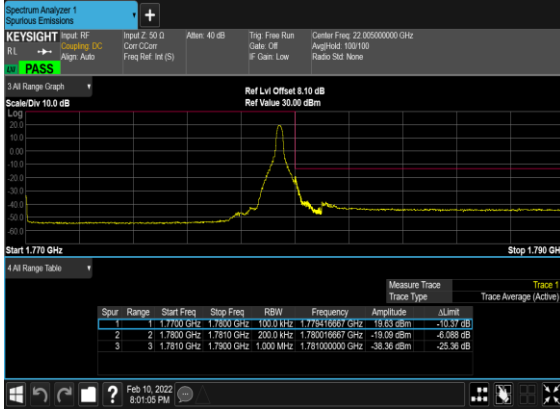 Spectrum Analyzer 1
Spurious Emissions
+
KEYSIGHT Input: RF Input Z: 50 Ω Atten: 40 dB Trig: Free Run Center Freq: 22.005000000 GHz
RL Coupling: DC Corr CCorr Gate: Off Avg|Hold: 100/100
Align: Auto Freq Ref: Int (S) IF Gain: Low Radio Std: None
PASS
3 All Range Graph
Ref Lvl Offset 8.10 dB
Scale/Div 10.0 dB Ref Value 30.00 dBm
Log
20.0
10.0
0.00
-10.0
-20.0
-30.0
-40.0
-50.0
-60.0
Start 1.770 GHz Stop 1.790 GH
4 All Range Table
Measure Trace Trace 1
Trace Type Trace Average (Active)
Spur Range Start Freq Stop Freq RBW Frequency Amplitude ΔLimit
1 1 1.7700 GHz 1.7800 GHz 100.0 kHz 1.779416667 GHz 19.63 dBm -10.37 dB
2 2 1.7800 GHz 1.7810 GHz 200.0 kHz 1.780016667 GHz -19.09 dBm -6.088 dB
3 3 1.7810 GHz 1.7900 GHz 1.000 MHz 1.781000000 GHz -38.36 dBm -25.36 dB
? Feb 10, 2022
8:01:05 PM